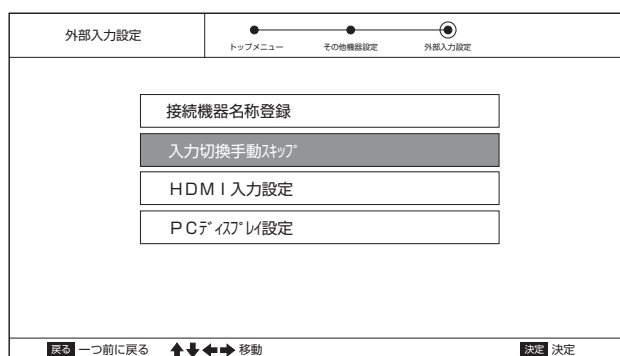 外部入力設定
トップメニュー その他機器設定 外部入力設定
接続機器名称登録
入力切換手動ｽｷｯﾌﾟ
ＨＤＭＩ入力設定
ＰＣﾃﾞｨｽﾌﾟﾚｲ設定
戻る 一つ前に戻る 移動 決定 決定